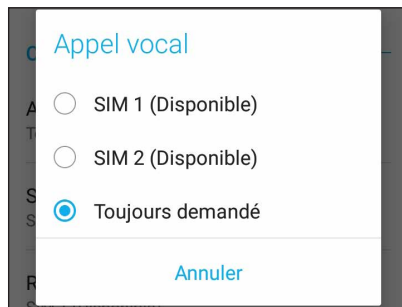 Appel vocal
SIM 1 (Disponible)
SIM 2 (Disponible)
Toujours demandé
Annuler